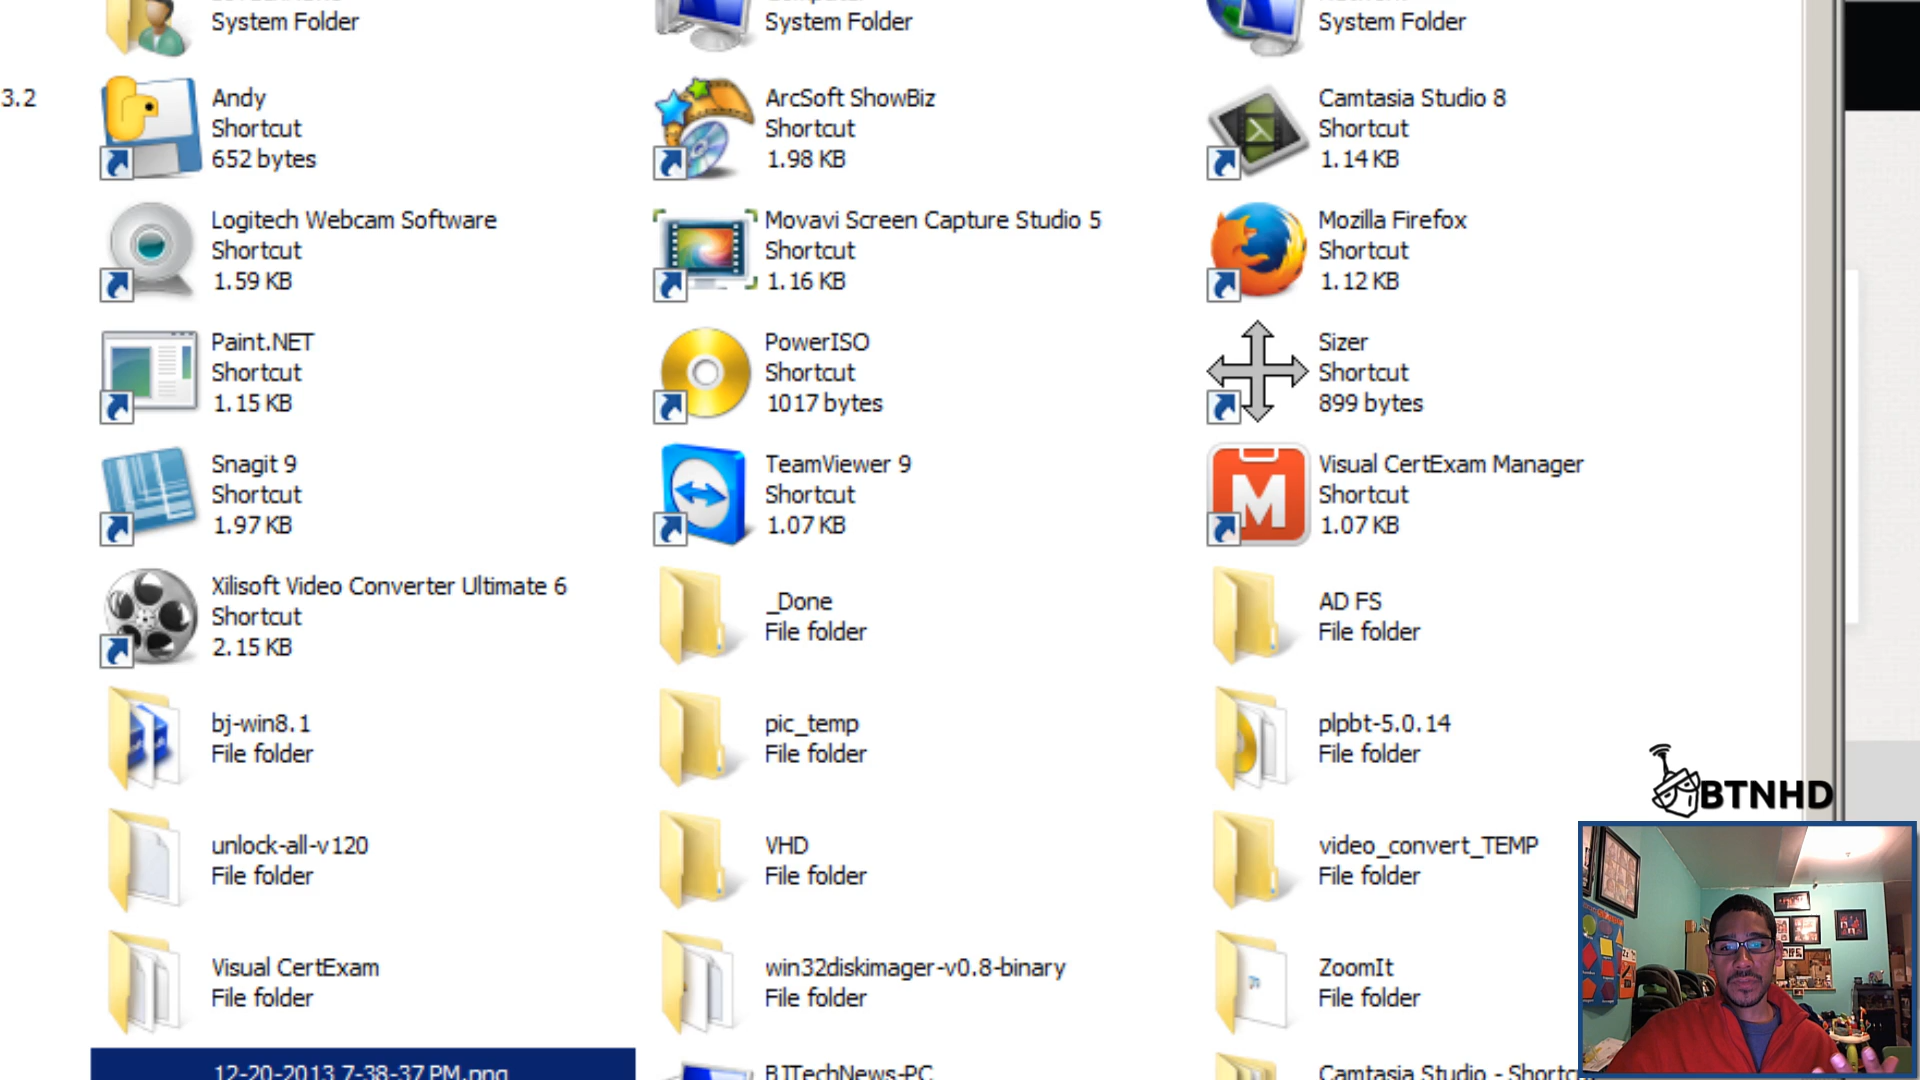 System Folder
System Folder
System Folder
3.2
Andy
Shortcut
652 bytes
ArcSoft ShowBiz
Shortcut
1.98 KB
Camtasia Studio 8
Shortcut
1.14 KB
Logitech Webcam Software
Shortcut
1.59 KB
Movavi Screen Capture Studio 5
Shortcut
1.16 KB
Mozilla Firefox
Shortcut
1.12 KB
Paint.NET
Shortcut
1.15 KB
PowerISO
Shortcut
1017 bytes
Sizer
Shortcut
899 bytes
Snagit 9
Shortcut
1.97 KB
TeamViewer 9
Shortcut
1.07 KB
M
Visual CertExam Manager
Shortcut
1.07 KB
Xilisoft Video Converter Ultimate 6
Shortcut
2.15 KB
_Done
File folder
AD FS
File folder
bj-win8.1
File folder
pic_temp
File folder
plpbt-5.0.14
File folder
BTNHD
unlock-all-v120
File folder
VHD
File folder
video_convert_TEMP
File folder
Visual CertExam
File folder
win32diskimager-v0.8-binary
File folder
ZoomIt
File folder
12-20-2013 7-38-37 PM.png
BJTechNews-PC
Camtasia Studio -